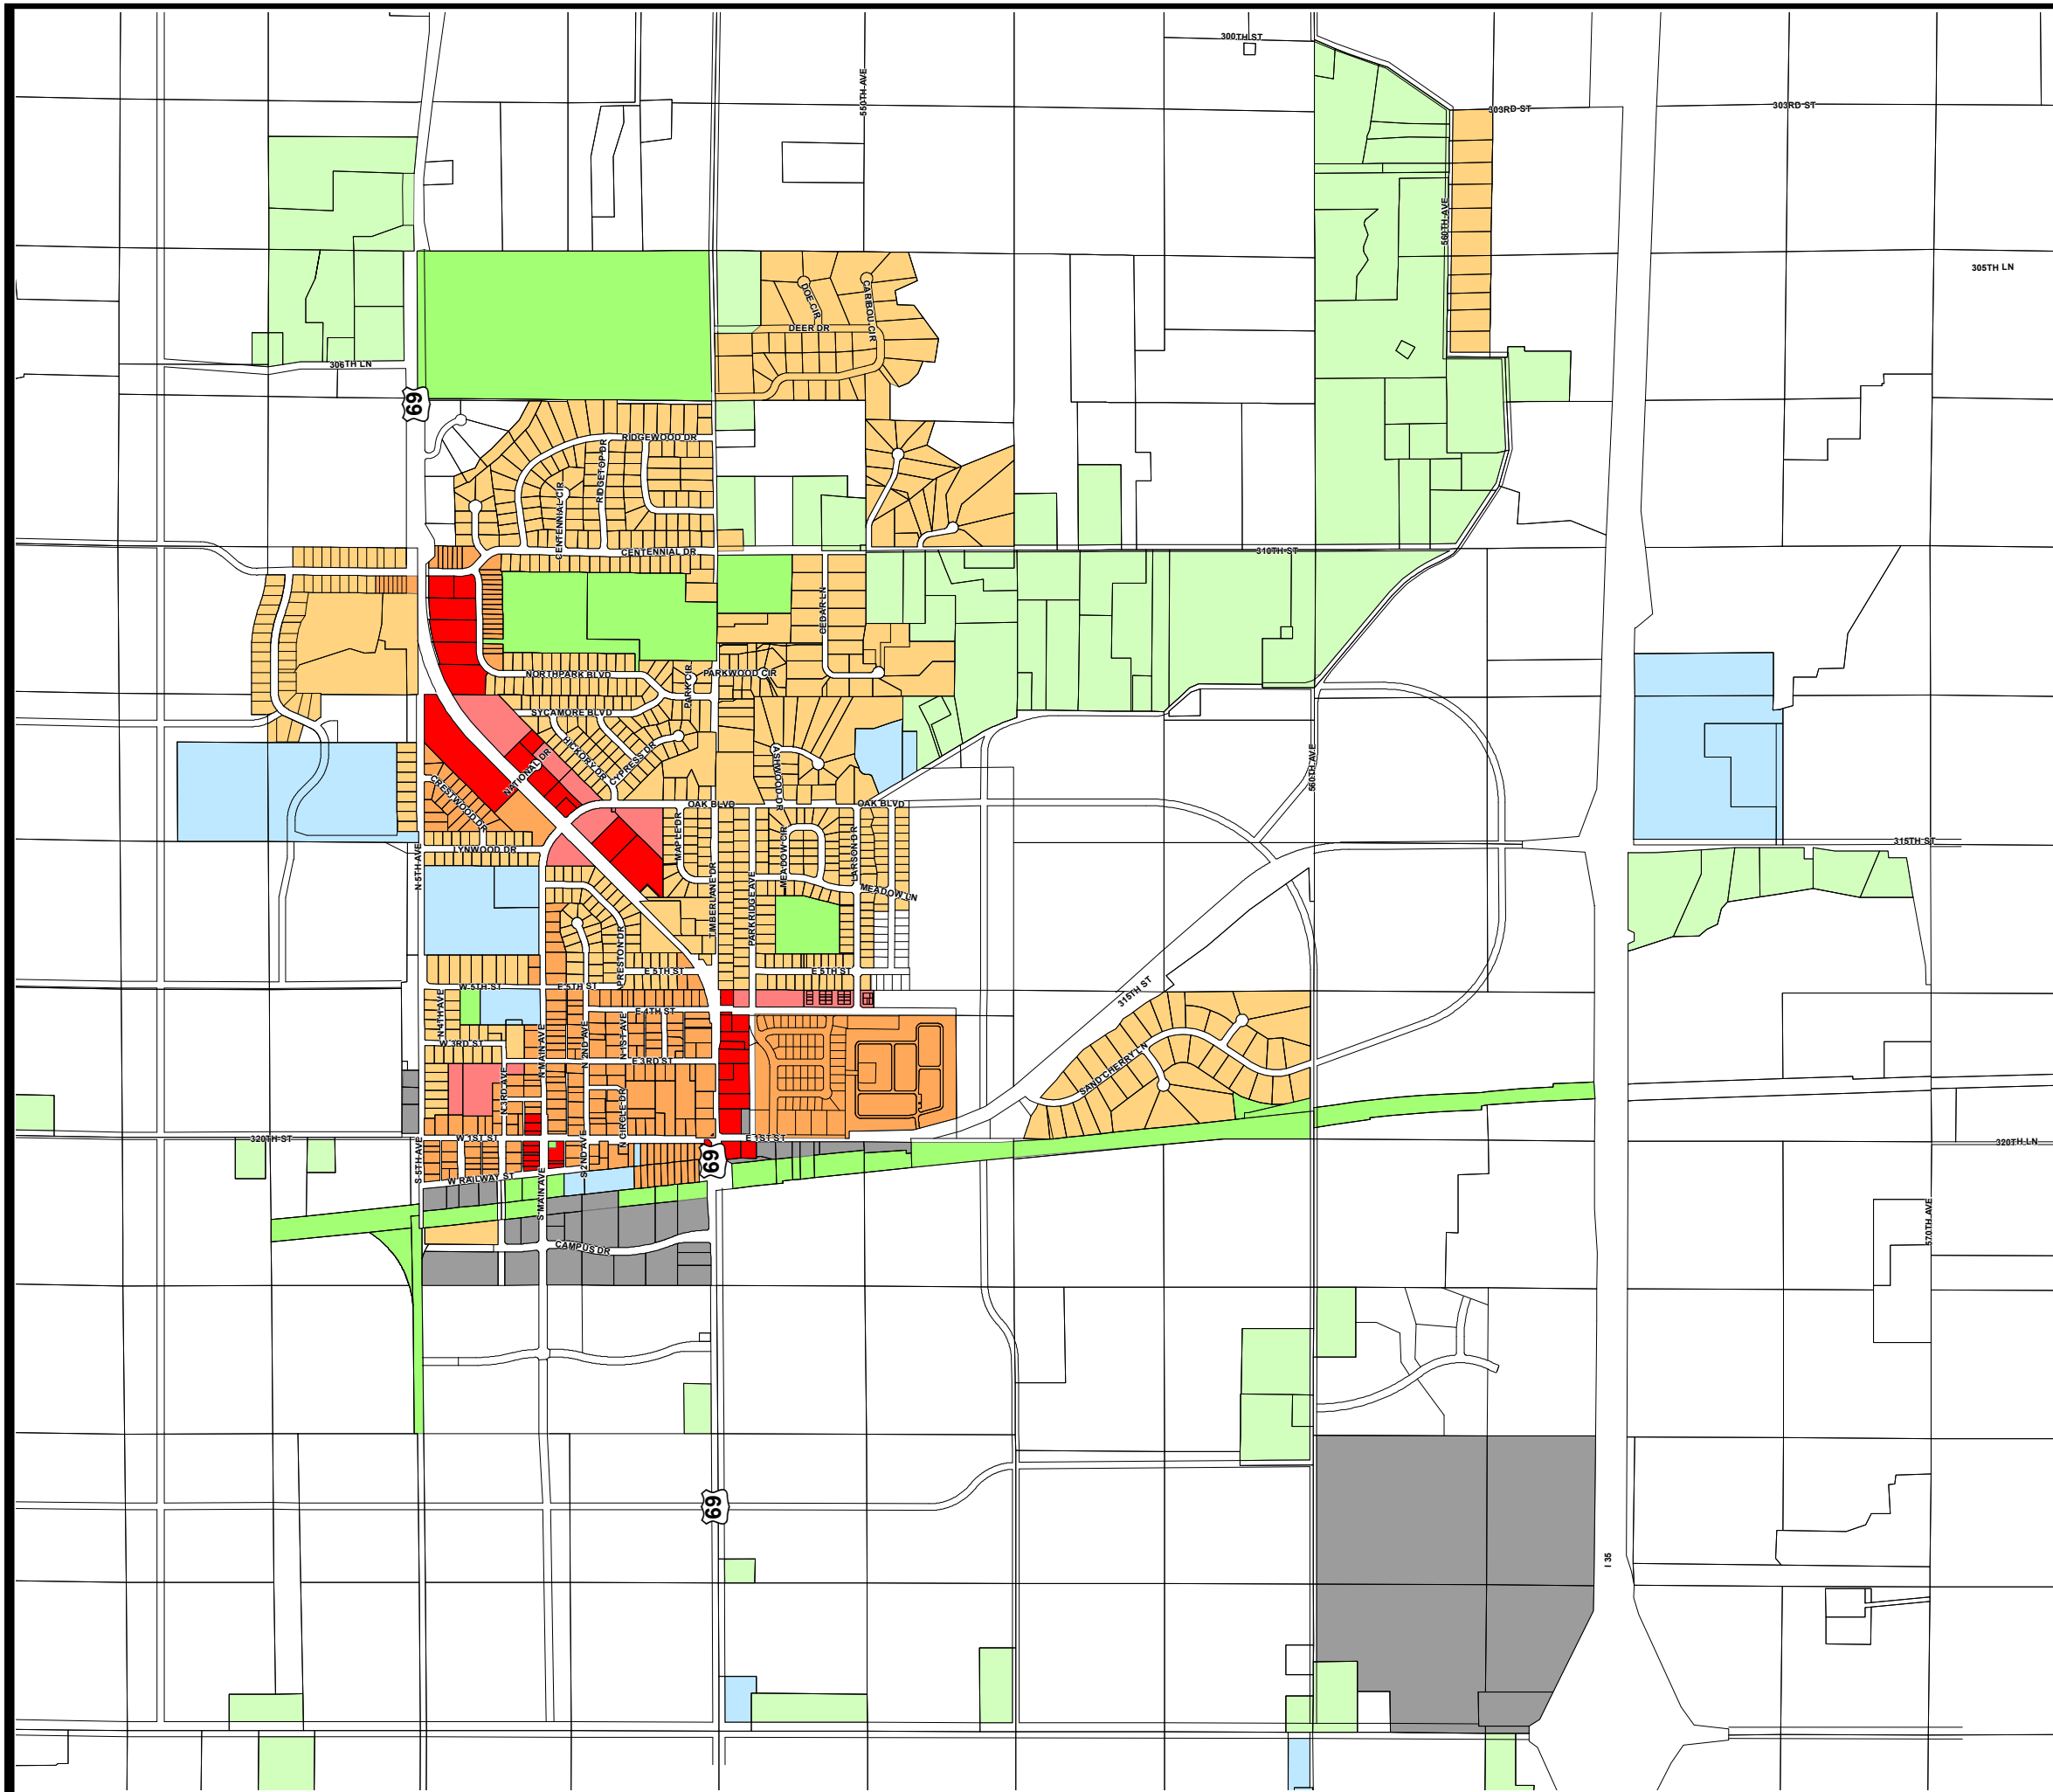 300TH ST
550TH AVE
303RD ST
303RD ST
560TH AVE
305TH LN
DOE CIR
CARIBOU CIR
DEER DR
306TH LN
69
RIDGEWOOD DR
RIDGETOP DR
CENTENNIAL CIR
CENTENNIAL DR
310TH ST
CEDAR LN
NORTHPARK BLVD
PARK CIR
PARKWOOD CIR
SYCAMORE BLVD
HICKORY DR
CYPRESS DR
NATIONAL DR
ASHWOOD DR
560TH AVE
CRESTWOOD DR
OAK BLVD
OAK BLVD
MAPLE DR
MEADOW CIR
LARSON DR
315TH ST
LYNWOOD DR
N 5TH AVE
TIMBERLANE DR
PARKRIDGE AVE
MEADOW LN
PRESTON DR
E 5TH ST
E 5TH ST
W 5TH ST
E 5TH ST
315TH ST
N 4TH AVE
E 4TH ST
N MAIN AVE
N 2ND AVE
N 1ST AVE
W 3RD ST
E 3RD ST
SAND CHERRY LN
N 3RD AVE
N CIRCLE DR
320TH ST
W 1ST ST
E 1ST ST
320TH LN
S 5TH AVE
S 2ND AVE
69
W RAILWAY ST
S MAIN AVE
570TH AVE
CAMPUS DR
69
I 35